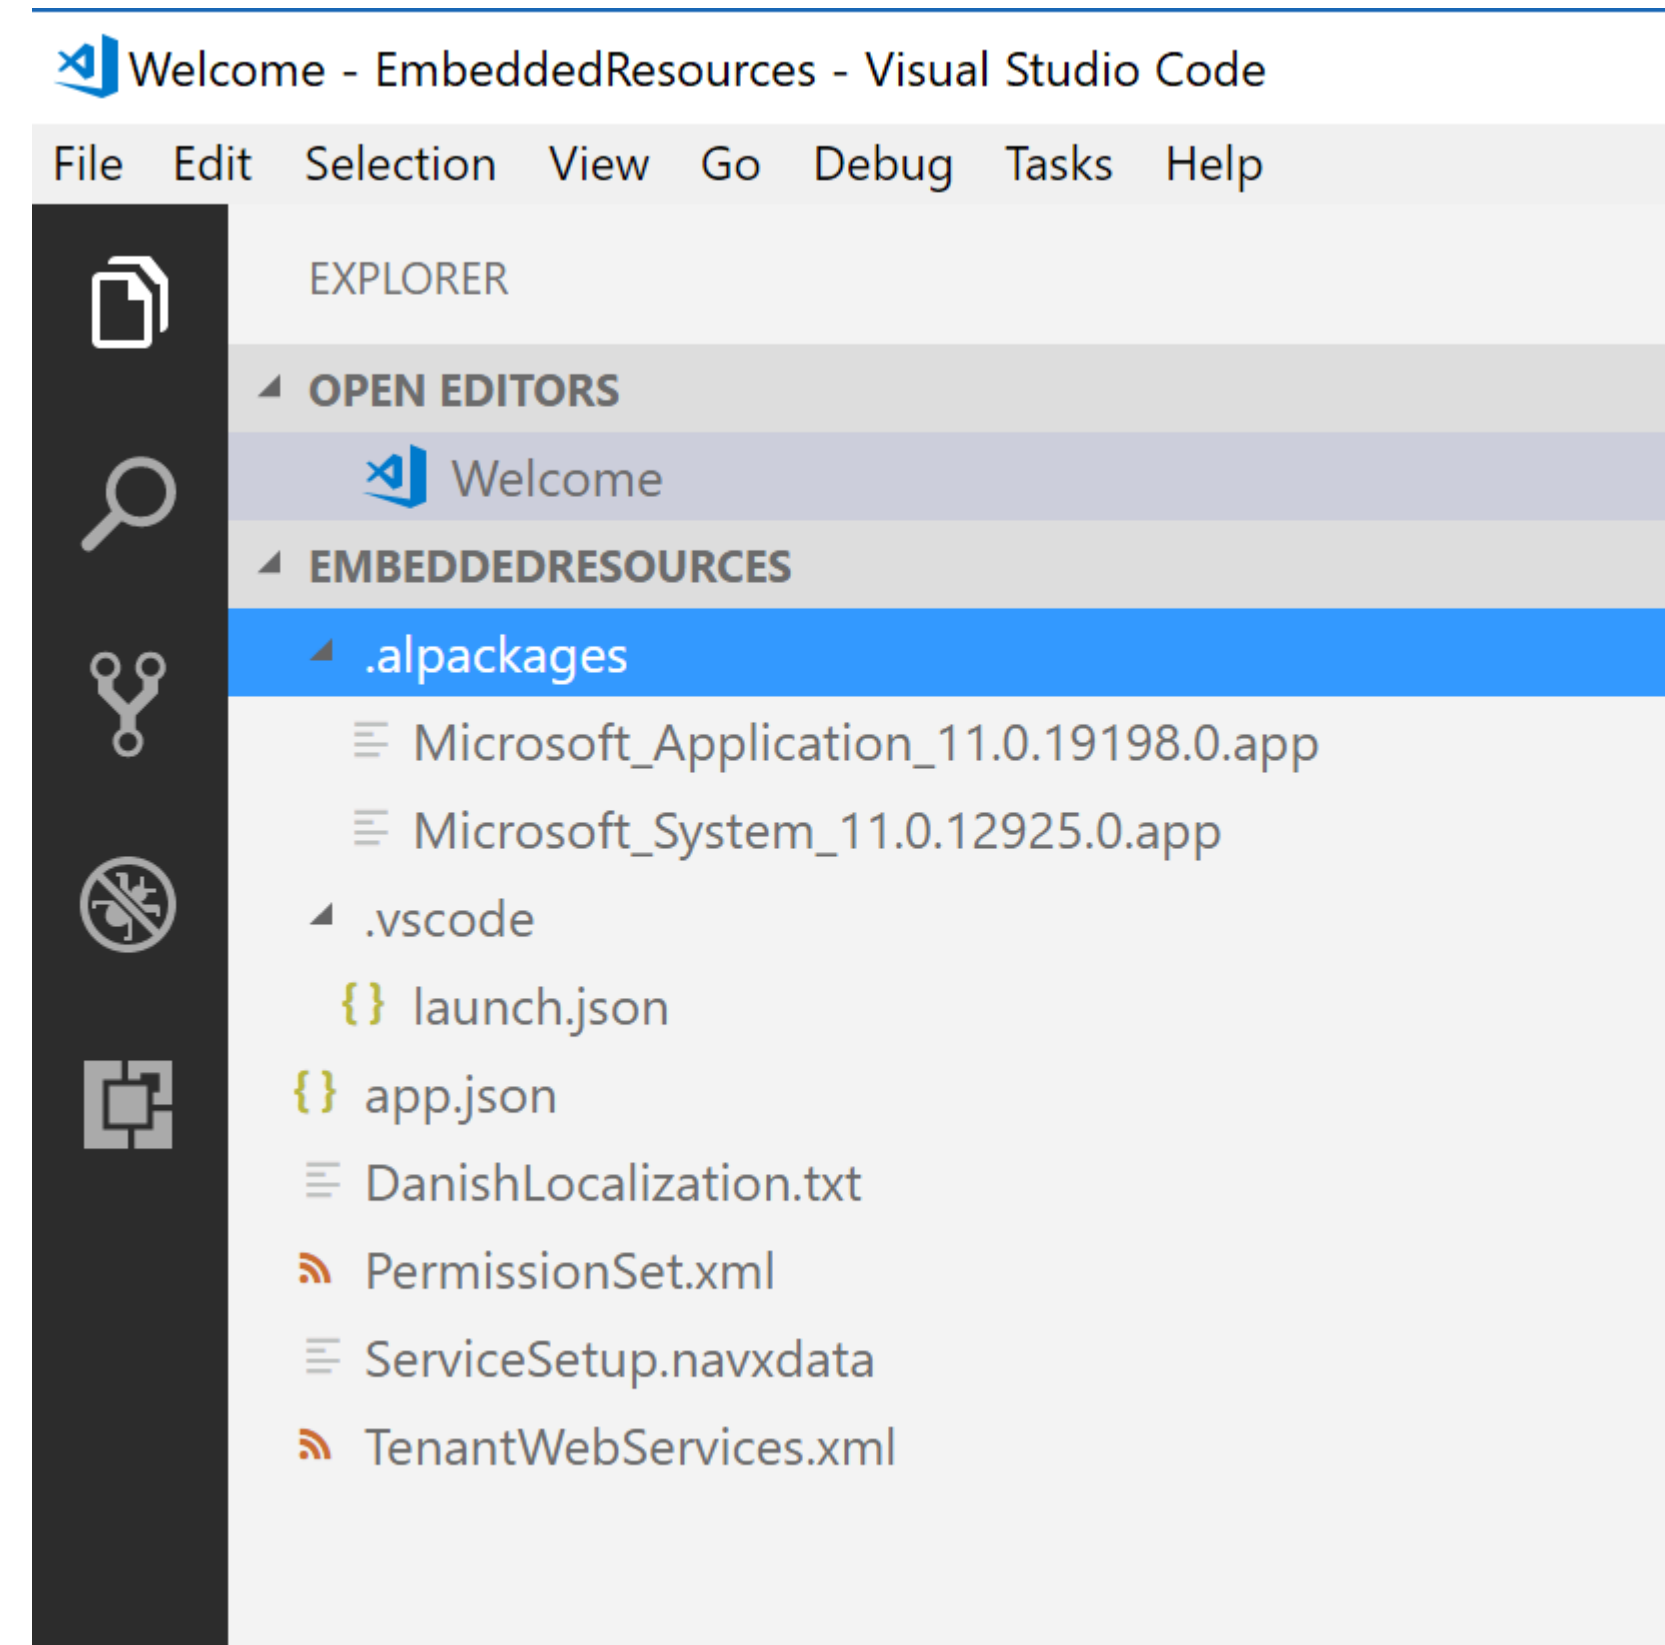 Welcome - EmbeddedResources - Visual Studio Code
File Edit Selection View Go Debug Tasks Help
EXPLORER
OPEN EDITORS
Welcome
EMBEDDEDRESOURCES
.alpackages
Microsoft_Application_11.0.19198.0.app
Microsoft_System_11.0.12925.0.app
.vscode
{} launch.json
{} app.json
DanishLocalization.txt
PermissionSet.xml
ServiceSetup.navxdata
TenantWebServices.xml